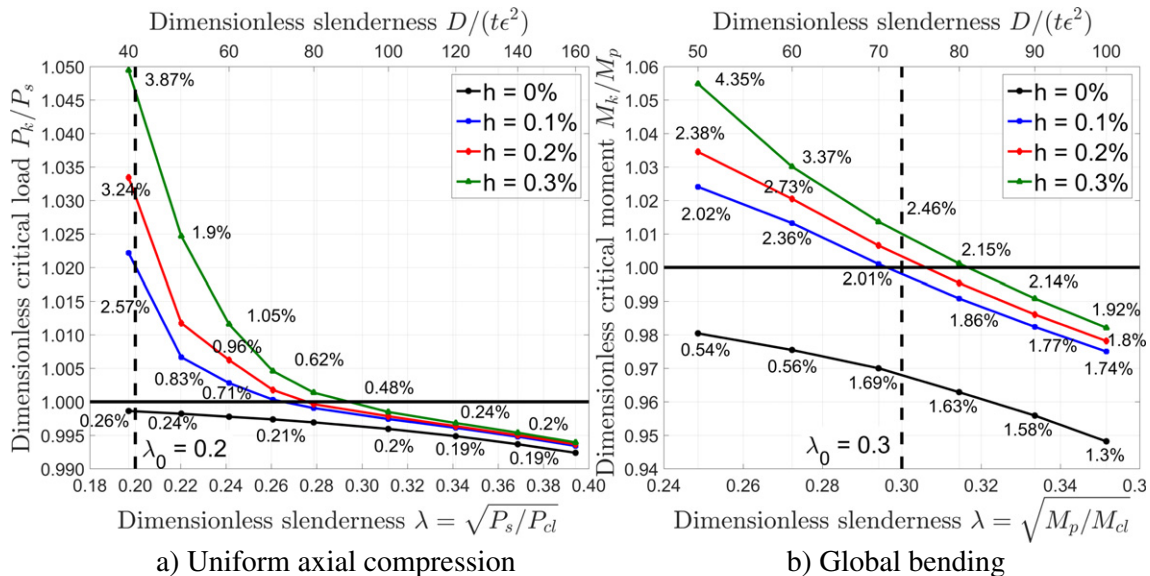 Dimensionless slenderness D/(tϵ²)
40 60 80 100 120 140 160
Dimensionless critical load P_k/P_s
1.050
1.045
1.040
1.035
1.030
1.025
1.020
1.015
1.010
1.005
1.000
0.995
0.990
h = 0%
h = 0.1%
h = 0.2%
h = 0.3%
3.87%
3.24%
2.57%
1.9%
1.05%
0.96%
0.83%
0.71%
0.62%
0.48%
0.24%
0.2%
0.26%
0.24%
0.21%
0.2%
0.19%
0.19%
λ₀ = 0.2
0.18 0.20 0.22 0.24 0.26 0.28 0.30 0.32 0.34 0.36 0.38 0.40
Dimensionless slenderness λ = √P_s/P_cl
a) Uniform axial compression
Dimensionless slenderness D/(tϵ²)
50 60 70 80 90 100
Dimensionless critical moment M_k/M_p
1.06
1.05
1.04
1.03
1.02
1.01
1.00
0.99
0.98
0.97
0.96
0.95
0.94
h = 0%
h = 0.1%
h = 0.2%
h = 0.3%
4.35%
2.38%
3.37%
2.73%
2.46%
2.02%
2.36%
2.15%
2.01%
2.14%
1.86%
1.92%
1.77%
1.8%
1.74%
0.54%
0.56%
1.69%
1.63%
1.58%
1.3%
λ₀ = 0.3
0.24 0.26 0.28 0.30 0.32 0.34 0.3
Dimensionless slenderness λ = √M_p/M_cl
b) Global bending